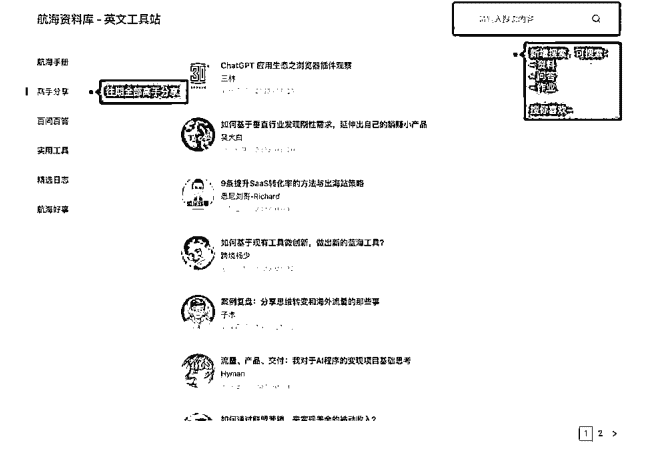 航海资料库 - 英文工具站
航海手册
高手分享
百问百答
实用工具
精选日志
航海好事
往期全部高手分享
ChatGPT 应用生态之浏览器插件观察
三林
如何基于垂直行业发现刚性需求，延伸出自己的躺赚小产品
莫大白
9条提升SaaS转化率的方法与出海站策略
悉尼刘哥-Richard
如何基于现有工具微创新，做出新的蓝海工具？
跨境杨少
案例复盘：分享思维转变和海外流量的那些事
子木
流量、产品、交付：我对于AI程序的变现项目基础思考
Hyman
新增搜索，可搜索：
- 资料
- 问答
- 作业
1 2 >